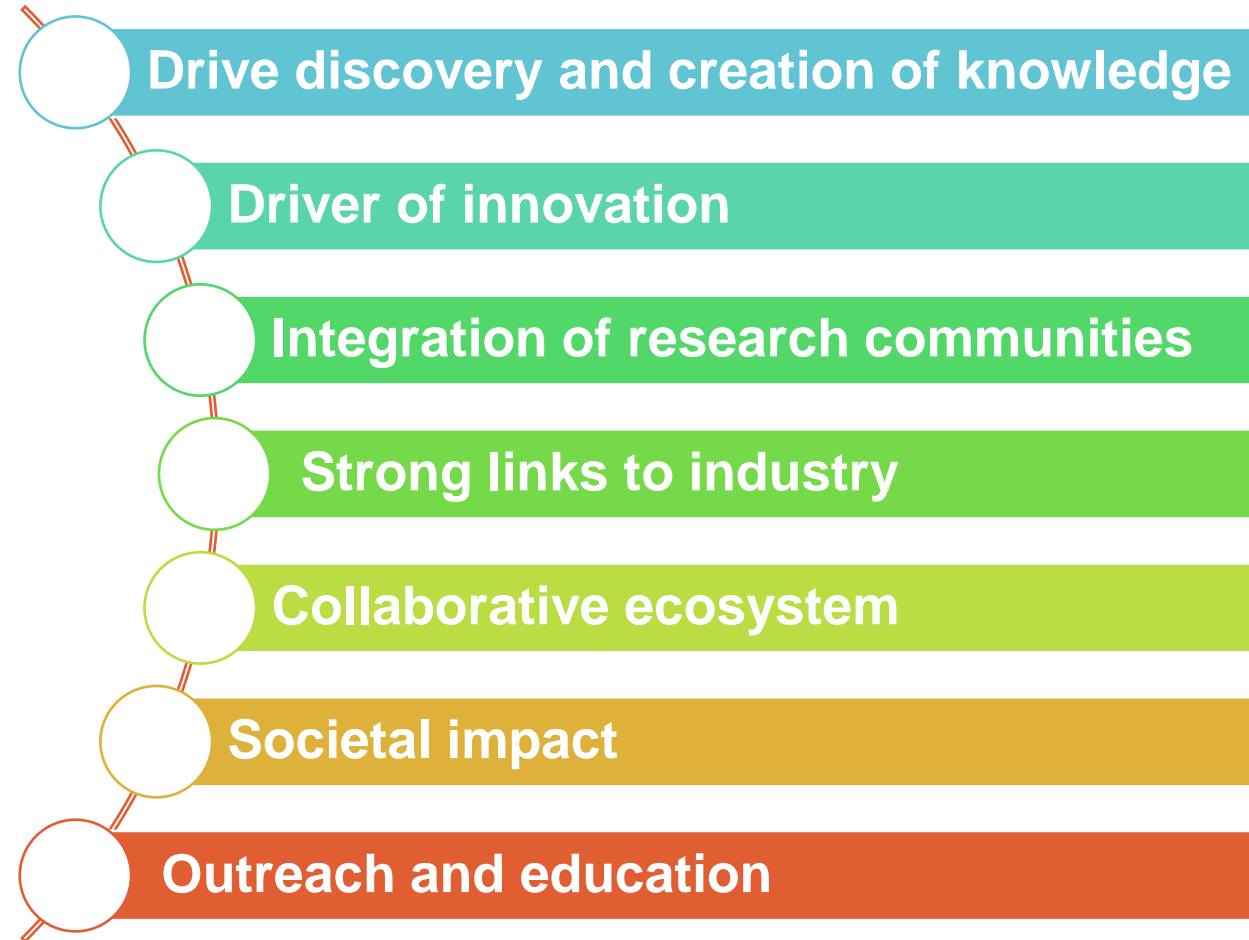 Drive discovery and creation of knowledge
Driver of innovation
Integration of research communities
Strong links to industry
Collaborative ecosystem
Societal impact
Outreach and education